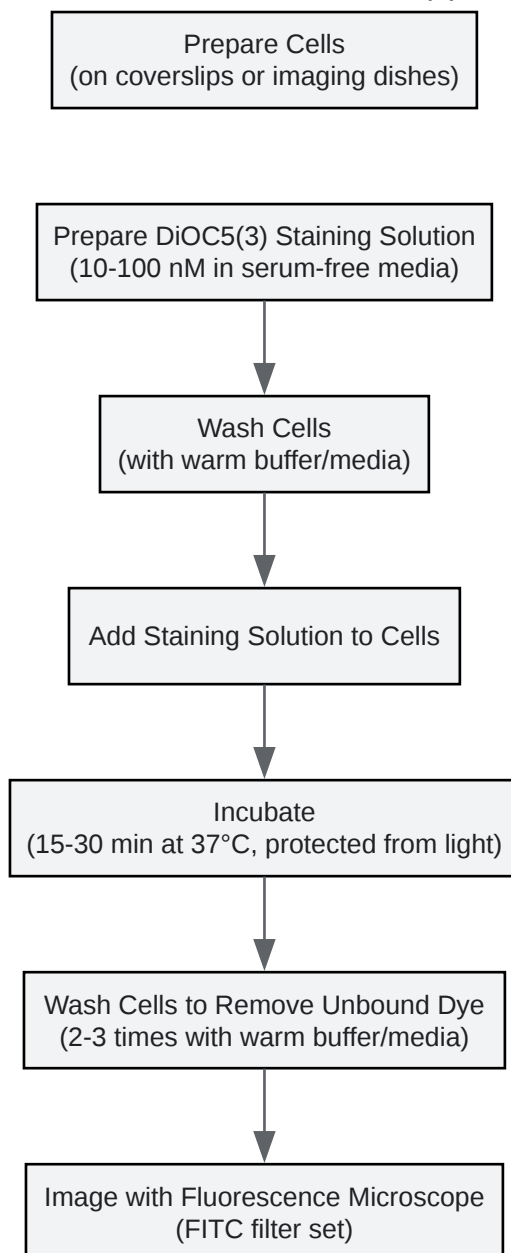 Prepare Cells
(on coverslips or imaging dishes)
Prepare DiOC5(3) Staining Solution
(10-100 nM in serum-free media)
Wash Cells
(with warm buffer/media)
Add Staining Solution to Cells
Incubate
(15-30 min at 37°C, protected from light)
Wash Cells to Remove Unbound Dye
(2-3 times with warm buffer/media)
Image with Fluorescence Microscope
(FITC filter set)